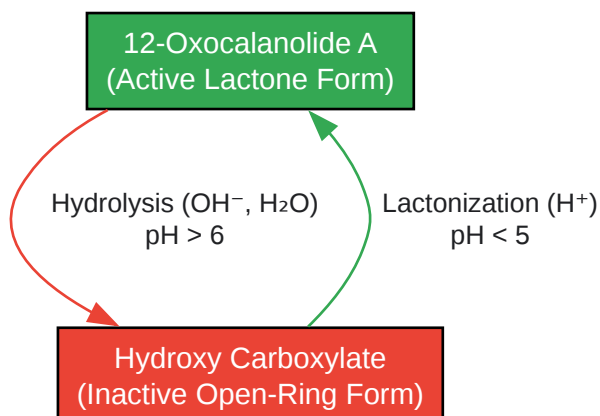 12-Oxocalanolide A
(Active Lactone Form)
Hydrolysis (OH⁻, H₂O)
pH > 6
Lactonization (H⁺)
pH < 5
Hydroxy Carboxylate
(Inactive Open-Ring Form)